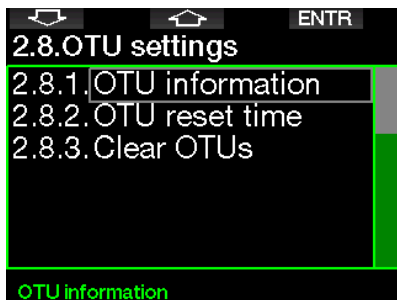 ENTR
2.8.OTU settings
2.8.1.OTU information
2.8.2.OTU reset time
2.8.3.Clear OTUs
OTU information